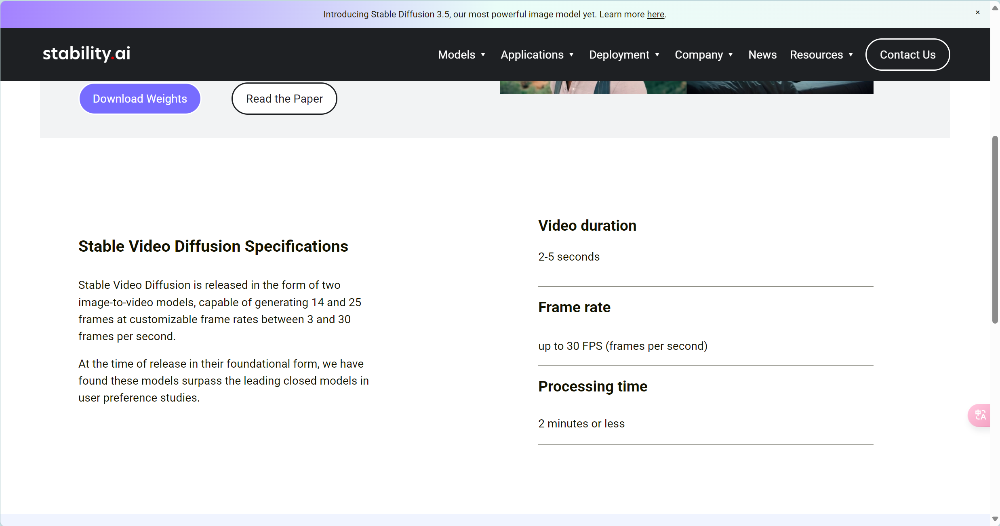 Introducing Stable Diffusion 3.5, our most powerful image model yet. Learn more here.
×
stability.ai
Models
Applications
Deployment
Company
News
Resources
Contact Us
Download Weights
Read the Paper
Stable Video Diffusion Specifications
Stable Video Diffusion is released in the form of two
image-to-video models, capable of generating 14 and 25
frames at customizable frame rates between 3 and 30
frames per second.
At the time of release in their foundational form, we have
found these models surpass the leading closed models in
user preference studies.
Video duration
2-5 seconds
Frame rate
up to 30 FPS (frames per second)
Processing time
2 minutes or less
中A